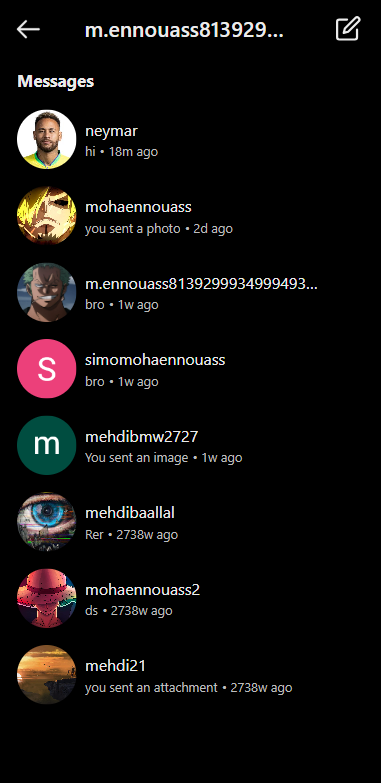 m.ennouass813929...
Messages
neymar
hi • 18m ago
mohaennouass
you sent a photo • 2d ago
m.ennouass8139299934999493...
bro • 1w ago
S
simomohaennouass
bro • 1w ago
m
mehdibmw2727
You sent an image • 1w ago
mehdibaallal
Rer • 2738w ago
mohaennouass2
ds • 2738w ago
mehdi21
you sent an attachment • 2738w ago